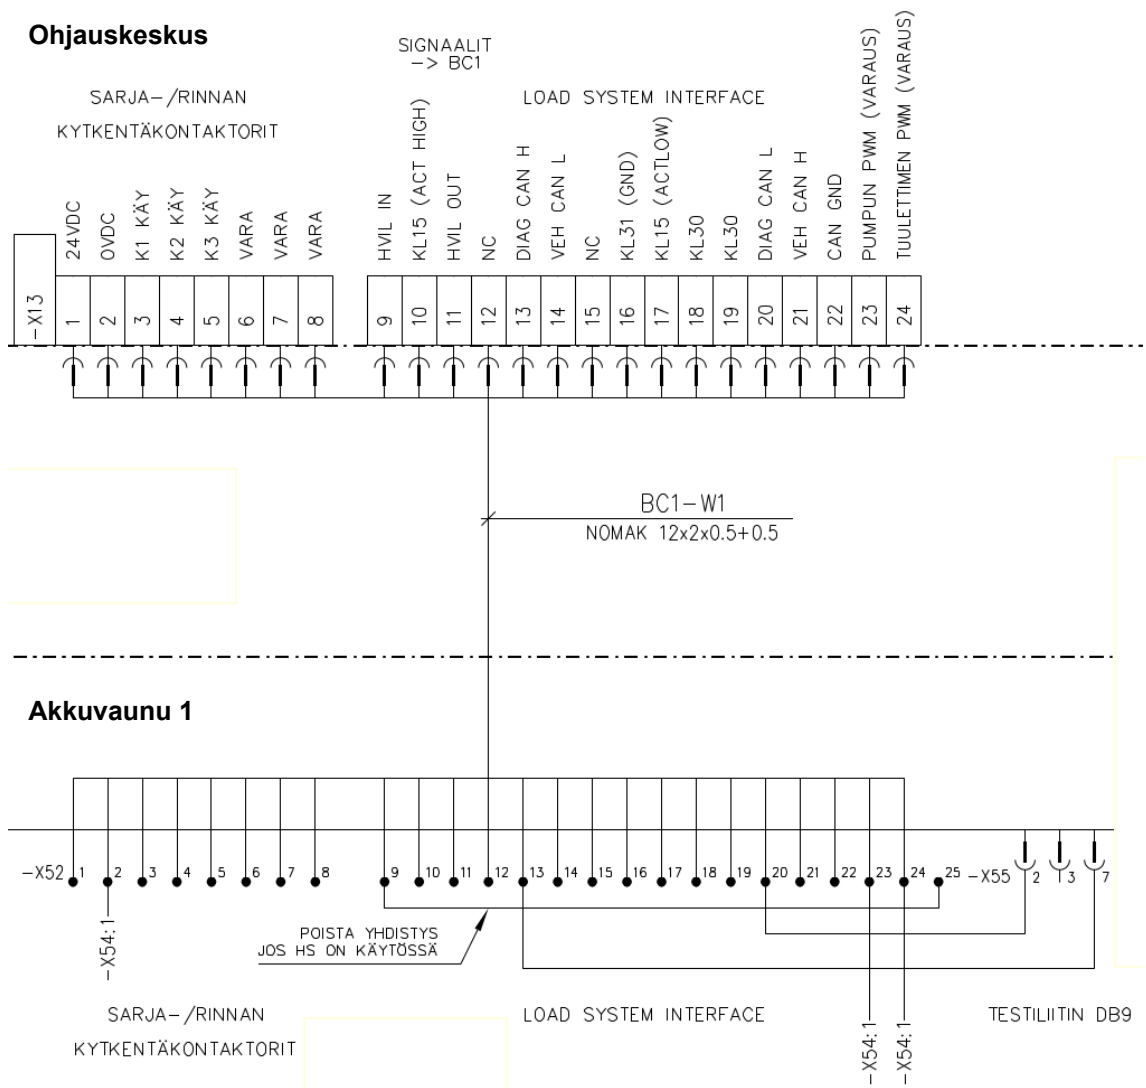 Ohjauskeskus
SIGNAALIT
-> BC1
SARJA-/RINNAN
KYTKENTÄKONTAKTORIT
LOAD SYSTEM INTERFACE
24VDC
0VDC
K1 KÄY
K2 KÄY
K3 KÄY
VARA
VARA
VARA
HVIL IN
KL15 (ACT HIGH)
HVIL OUT
NC
DIAG CAN H
VEH CAN L
NC
KL31 (GND)
KL15 (ACTLOW)
KL30
KL30
DIAG CAN L
VEH CAN H
CAN GND
PUMPUN PWM (VARAUS)
TUULETTIMEN PWM (VARAUS)
-X13 1 2 3 4 5 6 7 8 9 10 11 12 13 14 15 16 17 18 19 20 21 22 23 24
BC1-W1
NOMAK 12x2x0.5+0.5
Akkuvaunu 1
-X52 1 2 3 4 5 6 7 8 9 10 11 12 13 14 15 16 17 18 19 20 21 22 23 24 25 -X55 2 3 7
-X54:1
POISTA YHDISTYS
JOS HS ON KÄYTÖSSÄ
SARJA-/RINNAN
KYTKENTÄKONTAKTORIT
LOAD SYSTEM INTERFACE
-X54:1
-X54:1
TESTILIITIN DB9